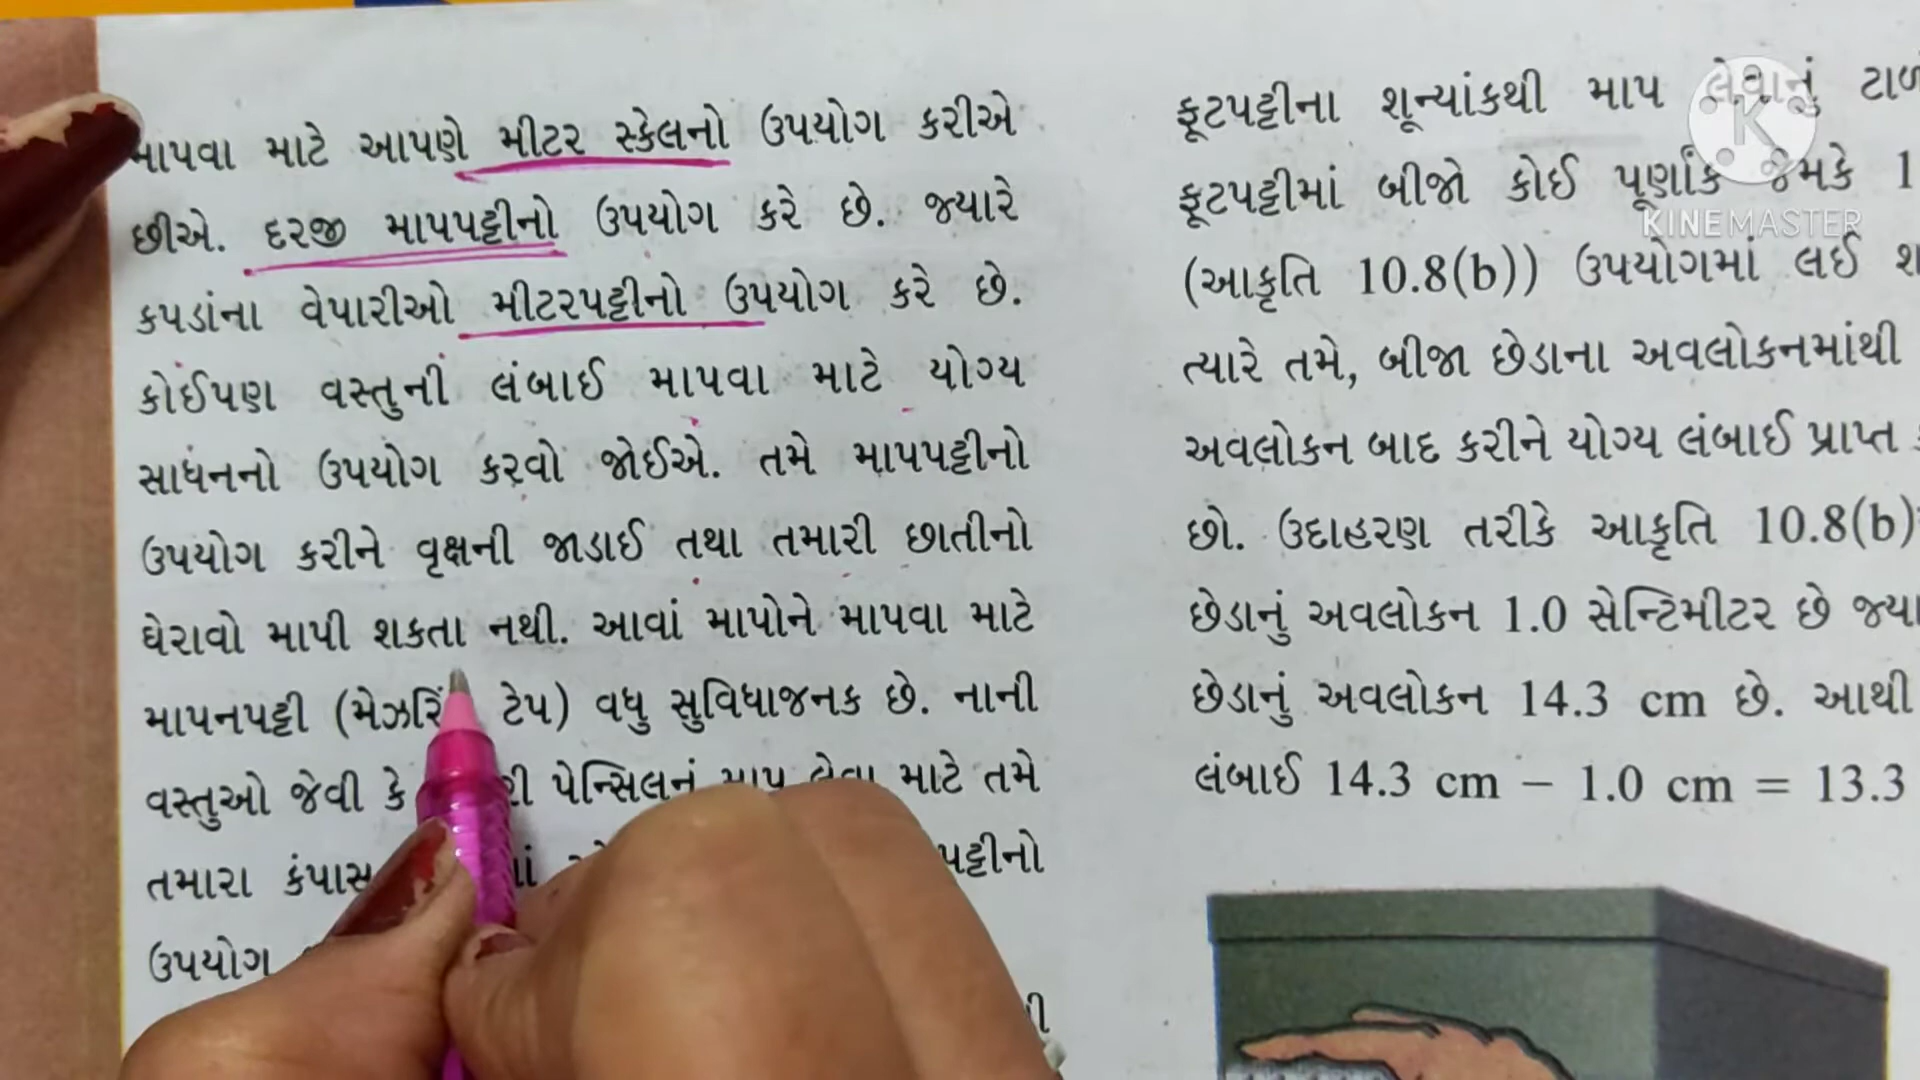 માપવા માટે આપણે મીટર સ્કેલનો ઉપયોગ કરીએ
છીએ. દરજી માપપટ્ટીનો ઉપયોગ કરે છે. જ્યારે
કપડાંના વેપારીઓ મીટરપટ્ટીનો ઉપયોગ કરે છે.
કોઈપણ વસ્તુની લંબાઈ માપવા માટે યોગ્ય
સાધનનો ઉપયોગ કરવો જોઈએ. તમે માપપટ્ટીનો
ઉપયોગ કરીને વૃક્ષની જાડાઈ તથા તમારી છાતીનો
ઘેરાવો માપી શકતા નથી. આવાં માપોને માપવા માટે
માપનપટ્ટી ટેપ) વધુ સુવિધાજનક છે. નાની
વસ્તુઓ જેવી કે પેન્સિલનું માપ લેવા માટે તમે
તમારા કંપાસ
ઉપયોગ
ફૂટપટ્ટીના શૂન્યાંકથી માપ લેવાનું
ફૂટપટ્ટીમાં બીજો કોઈ પૂર્ણાંક જેમકે 1
(આકૃતિ 10.8(b)) ઉપયોગમાં લઈ
ત્યારે તમે, બીજા છેડાના અવલોકનમાંથી
અવલોકન બાદ કરીને યોગ્ય લંબાઈ પ્રાપ્ત
છો. ઉદાહરણ તરીકે આકૃતિ 10.8(b)
છેડાનું અવલોકન 1.0 સેન્ટિમીટર છે
છેડાનું અવલોકન 14.3 cm છે. આથી
લંબાઈ 14.3 cm – 1.0 cm = 13.3
K
KINEMASTER